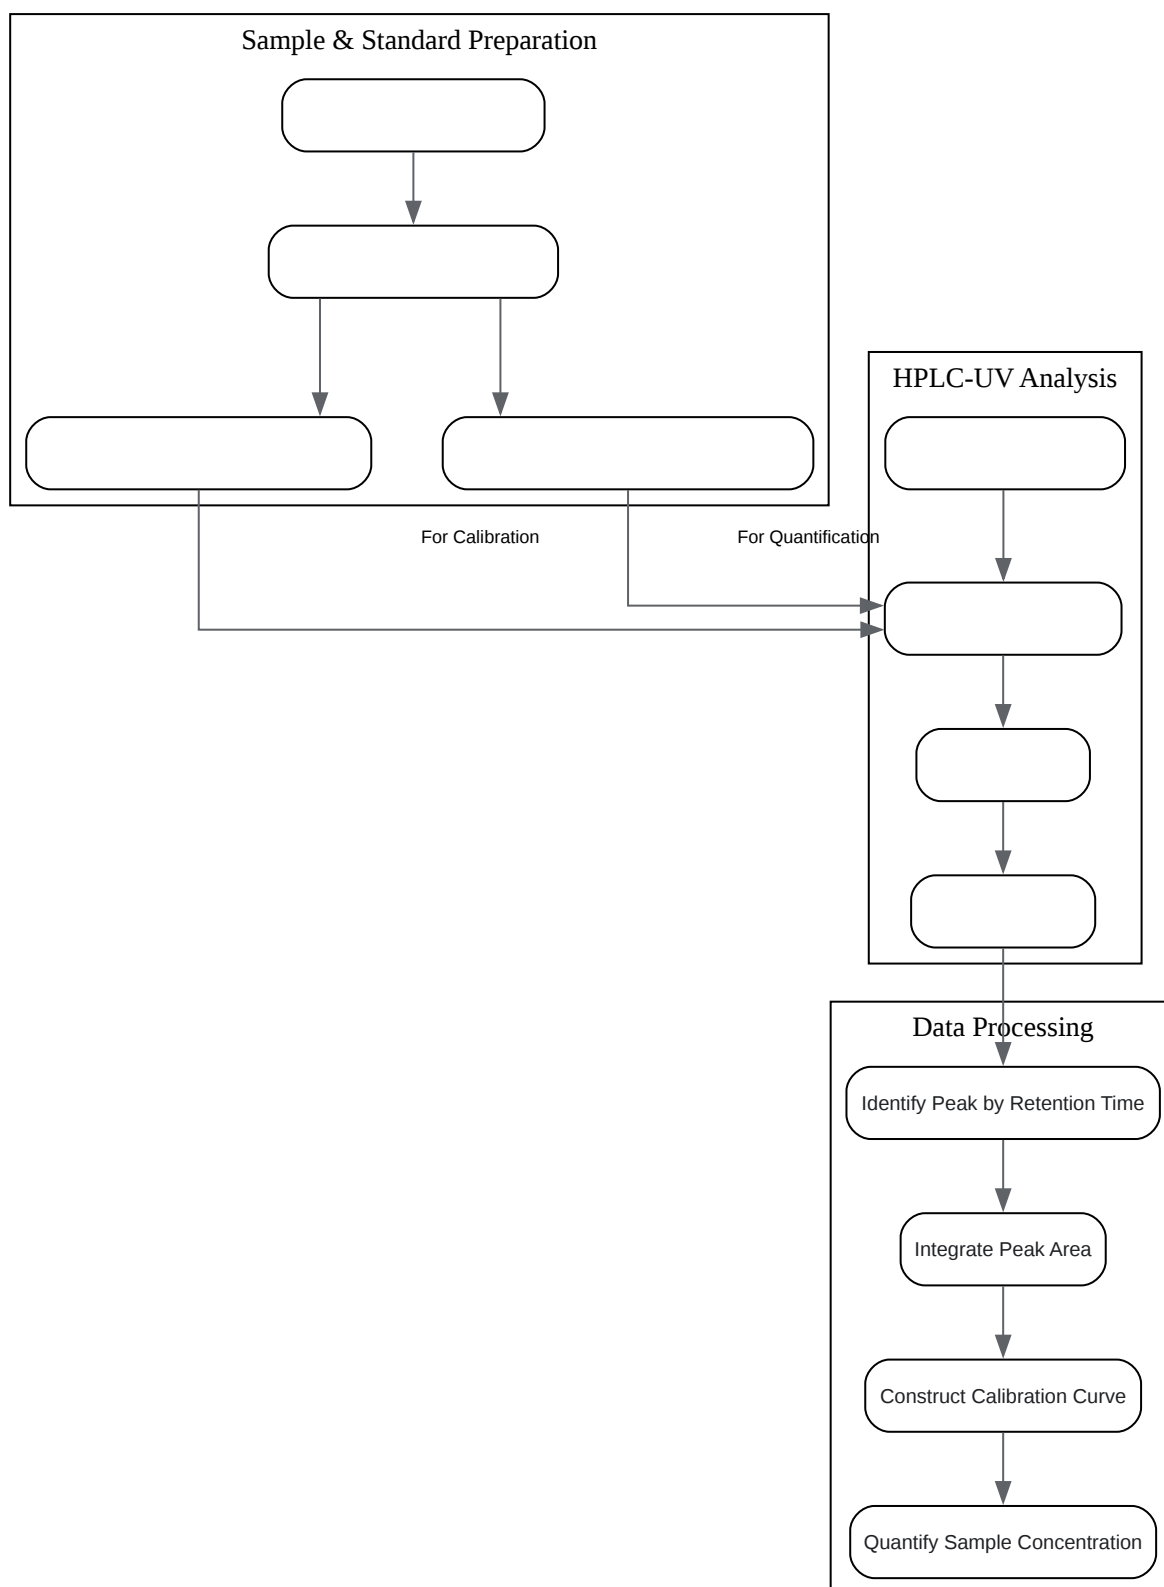 Sample & Standard Preparation
HPLC-UV Analysis
For Calibration
For Quantification
Data Processing
Identify Peak by Retention Time
Integrate Peak Area
Construct Calibration Curve
Quantify Sample Concentration